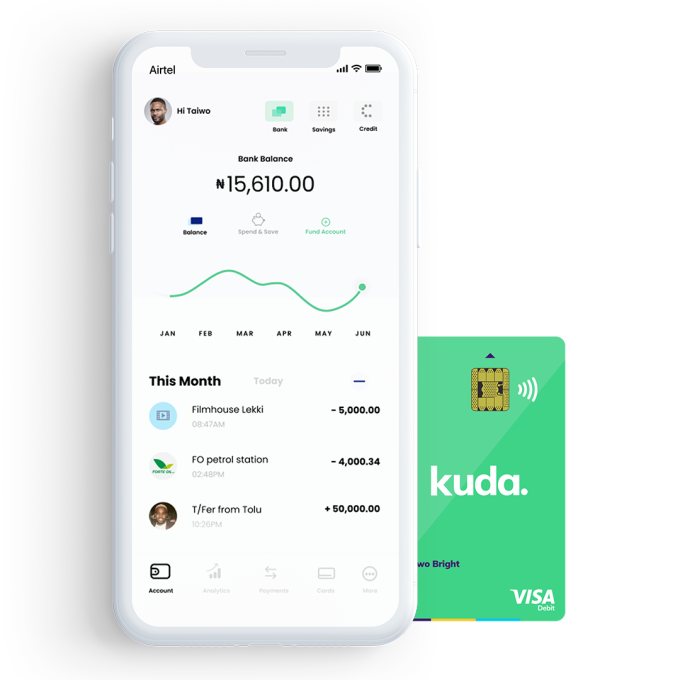 Airtel
Hi Taiwo
Bank
Savings
Credit
Bank Balance
₦15,610.00
Balance
Spend & Save
Fund Account
JAN FEB MAR APR MAY JUN
This Month Today
Filmhouse Lekki - 5,000.00
08:47AM
FORTE OIL
FO petrol station - 4,000.34
02:48PM
T/Fer from Tolu + 50,000.00
10:26PM
Account Analytics Payments Cards More
kuda.
wo Bright
VISA
Debit